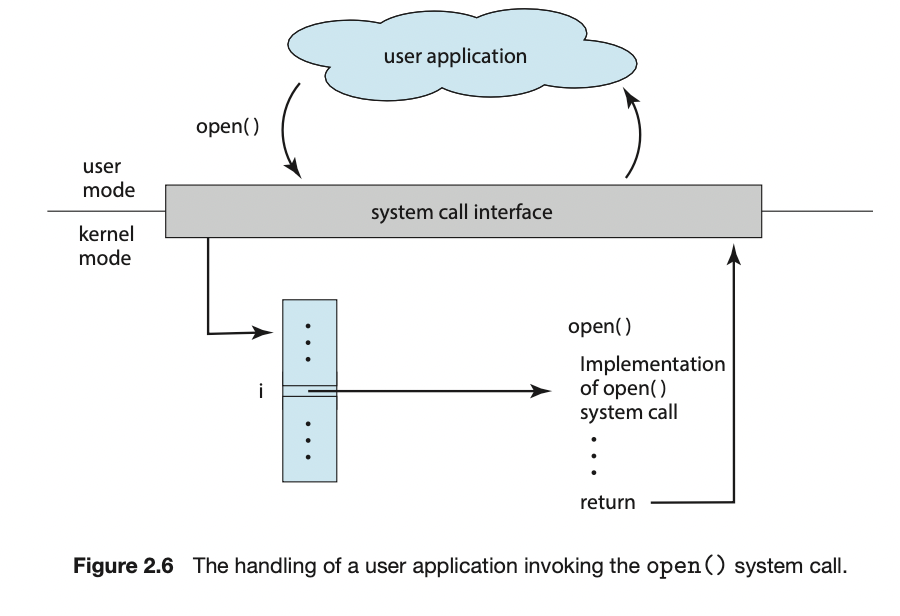 user application
open()
user
mode
system call interface
kernel
mode
open()
Implementation
of open()
system call
i
return
Figure 2.6 The handling of a user application invoking the open() system call.